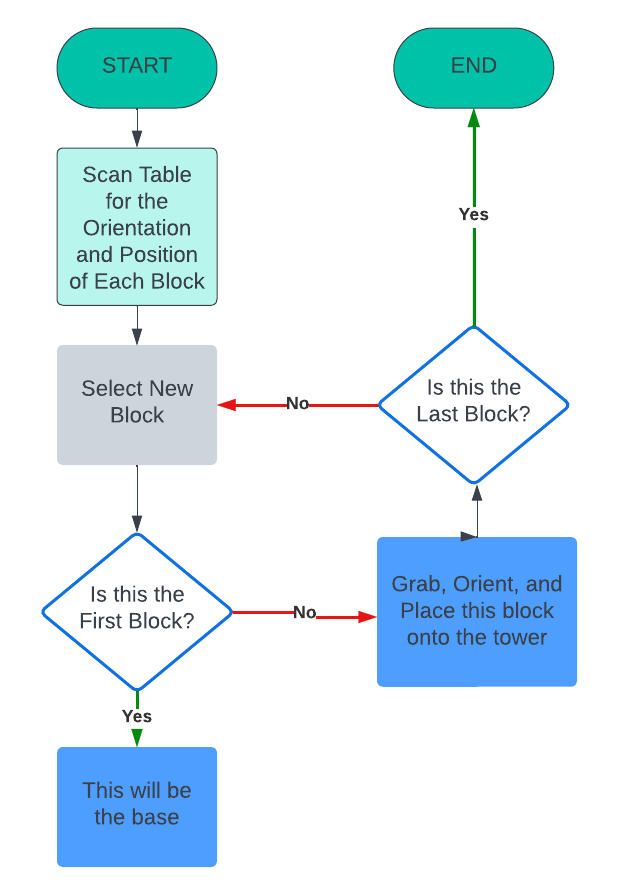 START
Scan Table
for the
Orientation
and Position
of Each Block
Select New
Block
Is this the
First Block?
Yes
This will be
the base
No
Grab, Orient, and
Place this block
onto the tower
Is this the
Last Block?
No
Yes
END